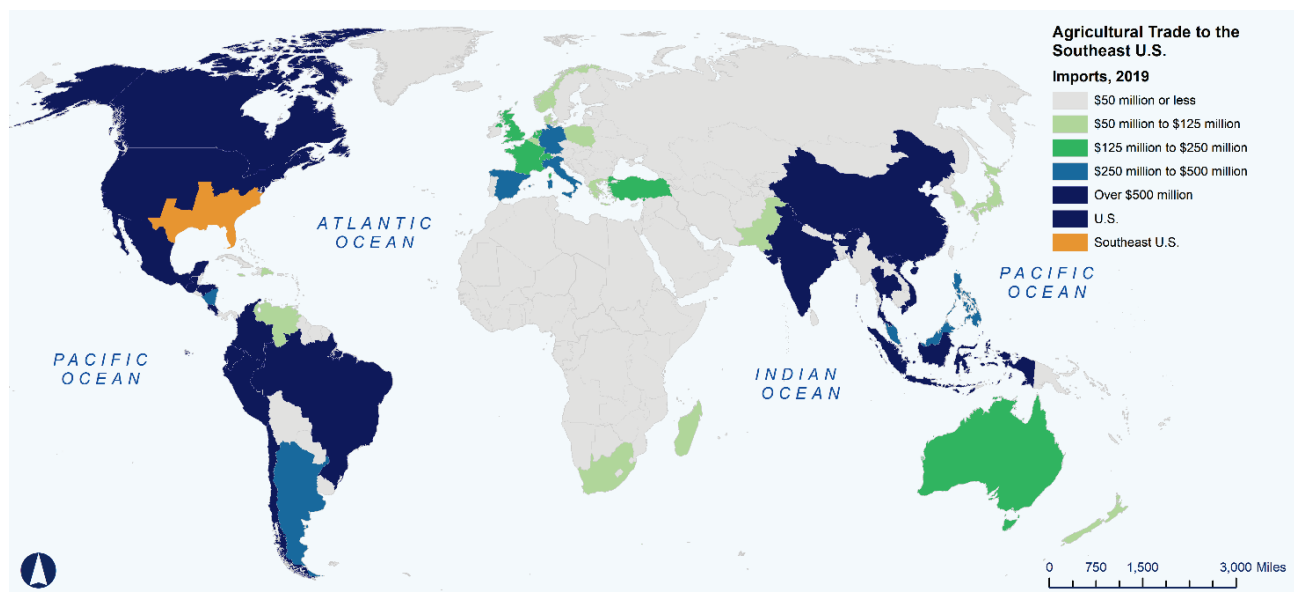 Agricultural Trade to the
Southeast U.S.
Imports, 2019
$50 million or less
$50 million to $125 million
$125 million to $250 million
$250 million to $500 million
Over $500 million
U.S.
Southeast U.S.
ATLANTIC
OCEAN
PACIFIC
OCEAN
PACIFIC
OCEAN
INDIAN
OCEAN
0 750 1,500 3,000 Miles